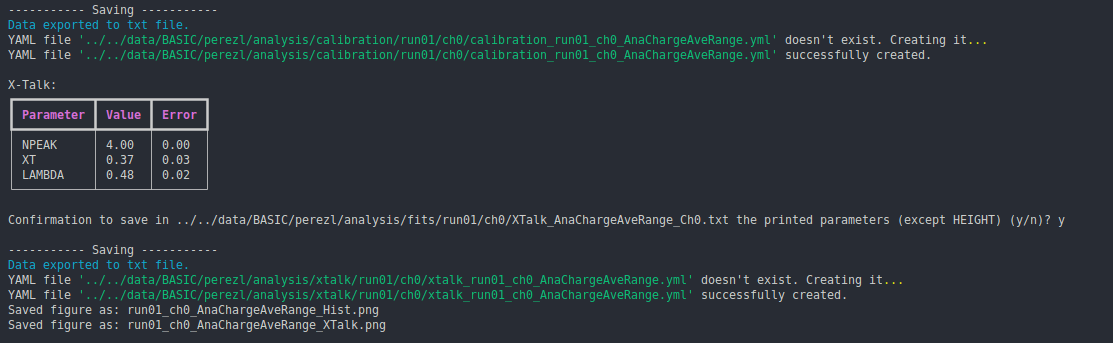 ----------- Saving -----------
Data exported to txt file.
YAML file '../../data/BASIC/perezl/analysis/calibration/run01/ch0/calibration_run01_ch0_AnaChargeAveRange.yml' doesn't exist. Creating it...
YAML file '../../data/BASIC/perezl/analysis/calibration/run01/ch0/calibration_run01_ch0_AnaChargeAveRange.yml' successfully created.
X-Talk:
Parameter Value Error
NPEAK 4.00 0.00
XT 0.37 0.03
LAMBDA 0.48 0.02
Confirmation to save in ../../data/BASIC/perezl/analysis/fits/run01/ch0/XTalk_AnaChargeAveRange_Ch0.txt the printed parameters (except HEIGHT) (y/n)? y
----------- Saving -----------
Data exported to txt file.
YAML file '../../data/BASIC/perezl/analysis/xtalk/run01/ch0/xtalk_run01_ch0_AnaChargeAveRange.yml' doesn't exist. Creating it...
YAML file '../../data/BASIC/perezl/analysis/xtalk/run01/ch0/xtalk_run01_ch0_AnaChargeAveRange.yml' successfully created.
Saved figure as: run01_ch0_AnaChargeAveRange_Hist.png
Saved figure as: run01_ch0_AnaChargeAveRange_XTalk.png